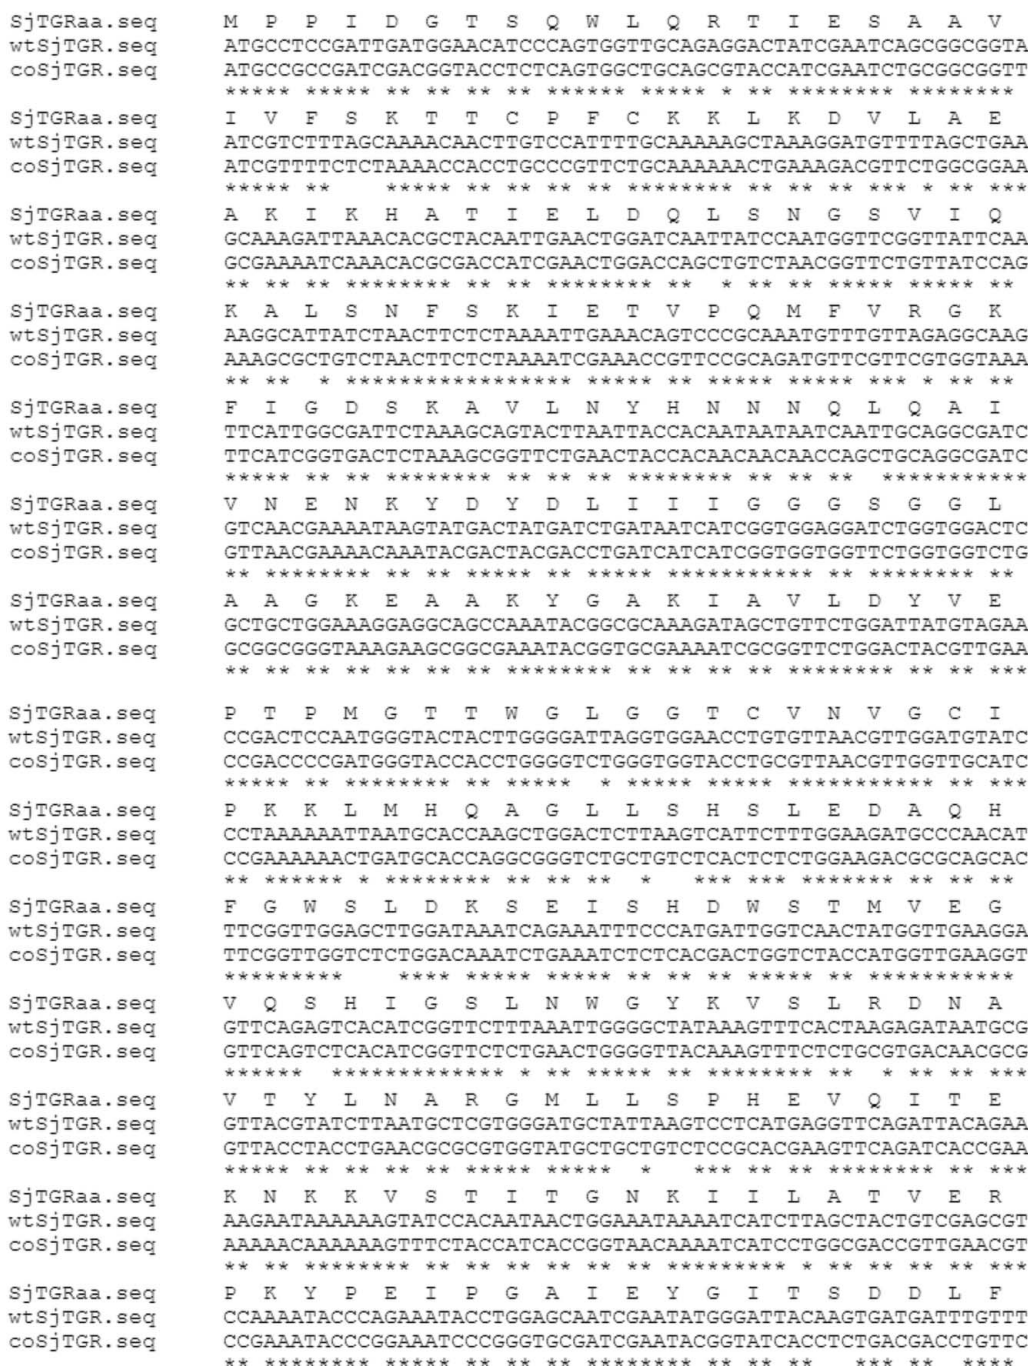 SjTGRaa.seq M P P I D G T S Q W L Q R T I E S A A V
wtSjTGR.seq ATGCCTCCGATTGATGGAACATCCCAGTGGTTGCAGAGGACTATCGAATCAGCGGCGGTA
coSjTGR.seq ATGCCGCCGATCGACGGTACCTCTCAGTGGCTGCAGCGTACCATCGAATCTGCGGCGGTT
***** ***** ** ** ** ** ****** ***** * ** ******** ********
SjTGRaa.seq I V F S K T T C P F C K K L K D V L A E
wtSjTGR.seq ATCGTCTTTAGCAAAACAACTTGTCCATTTTGCAAAAAGCTAAAGGATGTTTTAGCTGAA
coSjTGR.seq ATCGTTTTCTCTAAAACCACCTGCCCGTTCTGCAAAAAACTGAAAGACGTTCTGGCGGAA
***** ** ***** ** ** ** ** ******** ** ** ** *** * ** ***
SjTGRaa.seq A K I K H A T I E L D Q L S N G S V I Q
wtSjTGR.seq GCAAAGATTAAACACGCTACAATTGAACTGGATCAATTATCCAATGGTTCGGTTATTCAA
coSjTGR.seq GCGAAAATCAAACACGCGACCATCGAACTGGACCAGCTGTCTAACGGTTCTGTTATCCAG
** ** ** ******** ** ** ******** ** * ** ** ***** ***** **
SjTGRaa.seq K A L S N F S K I E T V P Q M F V R G K
wtSjTGR.seq AAGGCATTATCTAACTTCTCTAAAATTGAAACAGTCCCGCAAATGTTTGTTAGAGGCAAG
coSjTGR.seq AAAGCGCTGTCTAACTTCTCTAAAATCGAAACCGTTCCGCAGATGTTCGTTCGTGGTAAA
** ** * ***************** ***** ** ***** ***** *** * ** **
SjTGRaa.seq F I G D S K A V L N Y H N N N Q L Q A I
wtSjTGR.seq TTCATTGGCGATTCTAAAGCAGTACTTAATTACCACAATAATAATCAATTGCAGGCGATC
coSjTGR.seq TTCATCGGTGACTCTAAAGCGGTTCTGAACTACCACAACAACAACCAGCTGCAGGCGATC
***** ** ** ******** ** ** ** ******** ** ** ** ***********
SjTGRaa.seq V N E N K Y D Y D L I I I G G G S G G L
wtSjTGR.seq GTCAACGAAAATAAGTATGACTATGATCTGATAATCATCGGTGGAGGATCTGGTGGACTC
coSjTGR.seq GTTAACGAAAACAAATACGACTACGACCTGATCATCATCGGTGGTGGTTCTGGTGGTCTG
** ******** ** ** ***** ** ***** *********** ** ******** **
SjTGRaa.seq A A G K E A A K Y G A K I A V L D Y V E
wtSjTGR.seq GCTGCTGGAAAGGAGGCAGCCAAATACGGCGCAAAGATAGCTGTTCTGGATTATGTAGAA
coSjTGR.seq GCGGCGGGTAAAGAAGCGGCGAAATACGGTGCGAAAATCGCGGTTCTGGACTACGTTGAA
** ** ** ** ** ** ** ******** ** ** ** ** ******** ** ** ***
SjTGRaa.seq P T P M G T T W G L G G T C V N V G C I
wtSjTGR.seq CCGACTCCAATGGGTACTACTTGGGGATTAGGTGGAACCTGTGTTAACGTTGGATGTATC
coSjTGR.seq CCGACCCCGATGGGTACCACCTGGGGTCTGGGTGGTACCTGCGTTAACGTTGGTTGCATC
***** ** ******** ** ***** * ***** ***** *********** ** ***
SjTGRaa.seq P K K L M H Q A G L L S H S L E D A Q H
wtSjTGR.seq CCTAAAAAATTAATGCACCAAGCTGGACTCTTAAGTCATTCTTTGGAAGATGCCCAACAT
coSjTGR.seq CCGAAAAAACTGATGCACCAGGCGGGTCTGCTGTCTCACTCTCTGGAAGACGCGCAGCAC
** ****** * ******** ** ** ** * *** *** ******* ** ** **
SjTGRaa.seq F G W S L D K S E I S H D W S T M V E G
wtSjTGR.seq TTCGGTTGGAGCTTGGATAAATCAGAAATTTCCCATGATTGGTCAACTATGGTTGAAGGA
coSjTGR.seq TTCGGTTGGTCTCTGGACAAATCTGAAATCTCTCACGACTGGTCTACCATGGTTGAAGGT
********* **** ***** ***** ** ** ** ***** ** ***********
SjTGRaa.seq V Q S H I G S L N W G Y K V S L R D N A
wtSjTGR.seq GTTCAGAGTCACATCGGTTCTTTAAATTGGGGCTATAAAGTTTCACTAAGAGATAATGCG
coSjTGR.seq GTTCAGTCTCACATCGGTTCTCTGAACTGGGGTTACAAAGTTTCTCTGCGTGACAACGCG
****** ************* * ** ***** ** ******** ** * ** ** ***
SjTGRaa.seq V T Y L N A R G M L L S P H E V Q I T E
wtSjTGR.seq GTTACGTATCTTAATGCTCGTGGGATGCTATTAAGTCCTCATGAGGTTCAGATTACAGAA
coSjTGR.seq GTTACCTACCTGAACGCGCGTGGTATGCTGCTGTCTCCGCACGAAGTTCAGATCACCGAA
***** ** ** ** ** ***** ***** * *** ** ** ******** ** ***
SjTGRaa.seq K N K K V S T I T G N K I I L A T V E R
wtSjTGR.seq AAGAATAAAAAAGTATCCACAATAACTGGAAATAAAATCATCTTAGCTACTGTCGAGCGT
coSjTGR.seq AAAAACAAAAAAGTTTCTACCATCACCGGTAACAAAATCATCCTGGCGACCGTTGAACGT
** ** ******** ** ** ** ** ** ** ********* * ** ** ** ** ***
SjTGRaa.seq P K Y P E I P G A I E Y G I T S D D L F
wtSjTGR.seq CCAAAATACCCAGAAATACCTGGAGCAATCGAATATGGGATTACAAGTGATGATTTGTTT
coSjTGR.seq CCGAAATACCCGGAAATCCCGGGTGCGATCGAATACGGTATCACCTCTGACGACCTGTTC
** ******** ***** ** ** ** ******** ** ** ** *** ** ****